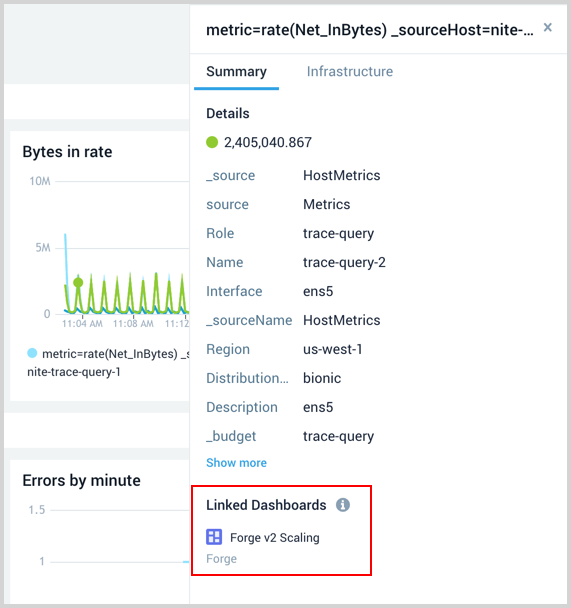 metric=rate(Net_InBytes) _sourceHost=nite-... ×
Summary Infrastructure
Details
2,405,040.867
_source HostMetrics
source Metrics
Role trace-query
Name trace-query-2
Interface ens5
_sourceName HostMetrics
Region us-west-1
Distribution... bionic
Description ens5
_budget trace-query
Show more
Linked Dashboards i
Forge v2 Scaling
Forge
Bytes in rate
10M
5M
0
11:04 AM 11:08 AM 11:12
metric=rate(Net_InBytes) _s
nite-trace-query-1
Errors by minute
1.5
1